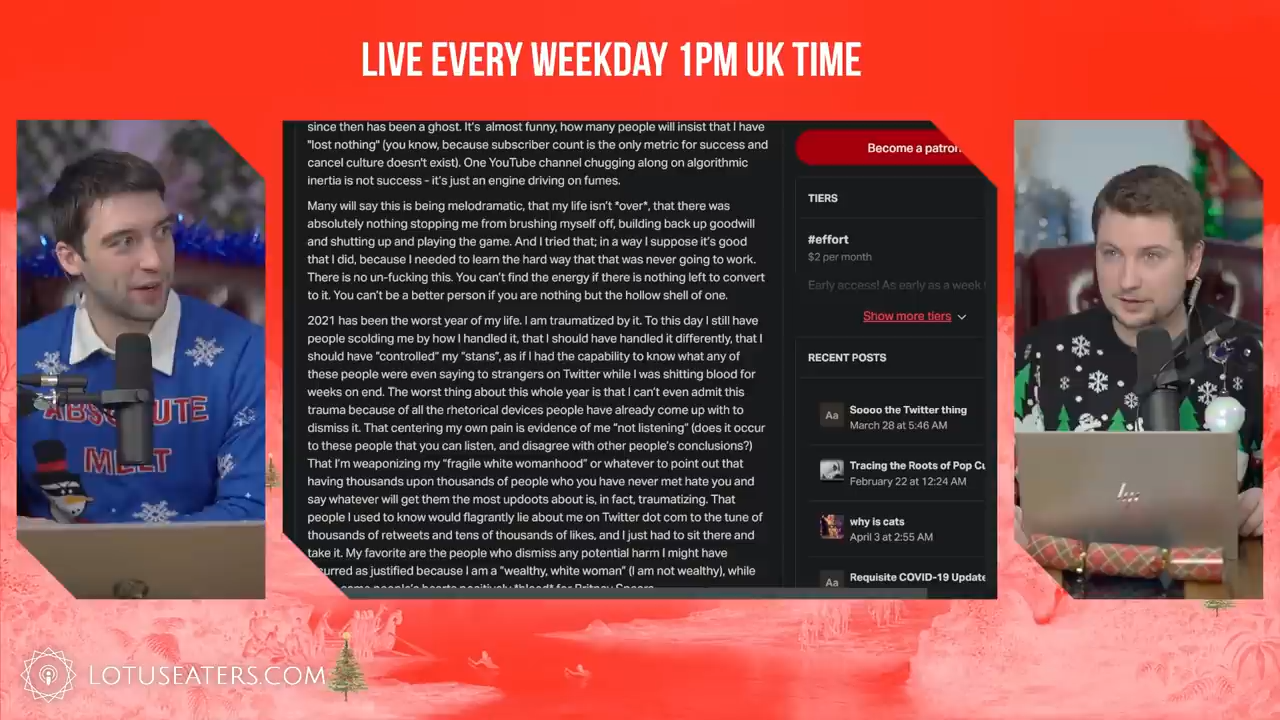 LIVE EVERY WEEKDAY 1PM UK TIME
since then has been a ghost. It's almost funny, how many people will insist that I have
"lost nothing" (you know, because subscriber count is the only metric for success and
cancel culture doesn't exist). One YouTube channel chugging along on algorithmic
inertia is not success - it's just an engine driving on fumes.
Many will say this is being melodramatic, that my life isn't *over*, that there was
absolutely nothing stopping me from brushing myself off, building back up goodwill
and shutting up and playing the game. And I tried that; in a way I suppose it's good
that I did, because I needed to learn the hard way that that was never going to work.
There is no un-fucking this. You can't find the energy if there is nothing left to convert
to it. You can't be a better person if you are nothing but the hollow shell of one.
2021 has been the worst year of my life. I am traumatized by it. To this day I still have
people scolding me by how I handled it, that I should have handled it differently, that I
should have "controlled" my "stans", as if I had the capability to know what any of
these people were even saying to strangers on Twitter while I was shitting blood for
weeks on end. The worst thing about this whole year is that I can't even admit this
trauma because of all the rhetorical devices people have already come up with to
dismiss it. That centering my own pain is evidence of me "not listening" (does it occur
to these people that you can listen, and disagree with other people's conclusions?)
That I'm weaponizing my "fragile white womanhood" or whatever to point out that
having thousands upon thousands of people who you have never met hate you and
say whatever will get them the most updoots about is, in fact, traumatizing. That
people I used to know would flagrantly lie about me on Twitter dot com to the tune of
thousands of retweets and tens of thousands of likes, and I just had to sit there and
take it. My favorite are the people who dismiss any potential harm I might have
urred as justified because I am a "wealthy, white woman" (I am not wealthy), while
some people's hearts positively *bleed* for Britney Spears
Become a patron
TIERS
#effort
$2 per month
Early access! As early as a week
Show more tiers
RECENT POSTS
Aa
Soooo the Twitter thing
March 28 at 5:46 AM
Tracing the Roots of Pop Cu
February 22 at 12:24 AM
why is cats
April 3 at 2:55 AM
Aa
Requisite COVID-19 Update
ABSOLUTE
MELT
hp
LOTUSEATERS.COM